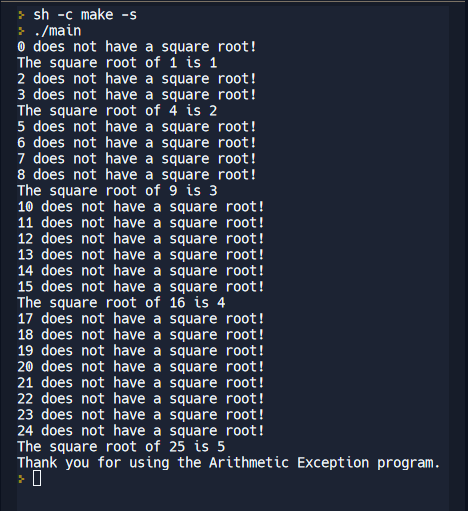 > sh -c make -s
> ./main
0 does not have a square root!
The square root of 1 is 1
2 does not have a square root!
3 does not have a square root!
The square root of 4 is 2
5 does not have a square root!
6 does not have a square root!
7 does not have a square root!
8 does not have a square root!
The square root of 9 is 3
10 does not have a square root!
11 does not have a square root!
12 does not have a square root!
13 does not have a square root!
14 does not have a square root!
15 does not have a square root!
The square root of 16 is 4
17 does not have a square root!
18 does not have a square root!
19 does not have a square root!
20 does not have a square root!
21 does not have a square root!
22 does not have a square root!
23 does not have a square root!
24 does not have a square root!
The square root of 25 is 5
Thank you for using the Arithmetic Exception program.
>